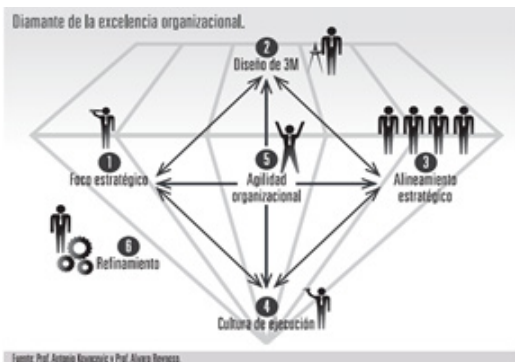 Diamante de la excelencia organizacional.
2
Diseño de 3M
1
Foco estratégico
5
Agilidad
organizacional
3
Alineamiento
estratégico
6
Refinamiento
4
Cultura de ejecución
Fuente: Prof. Antonio Kovacevic y Prof. Alvaro Reynoso.